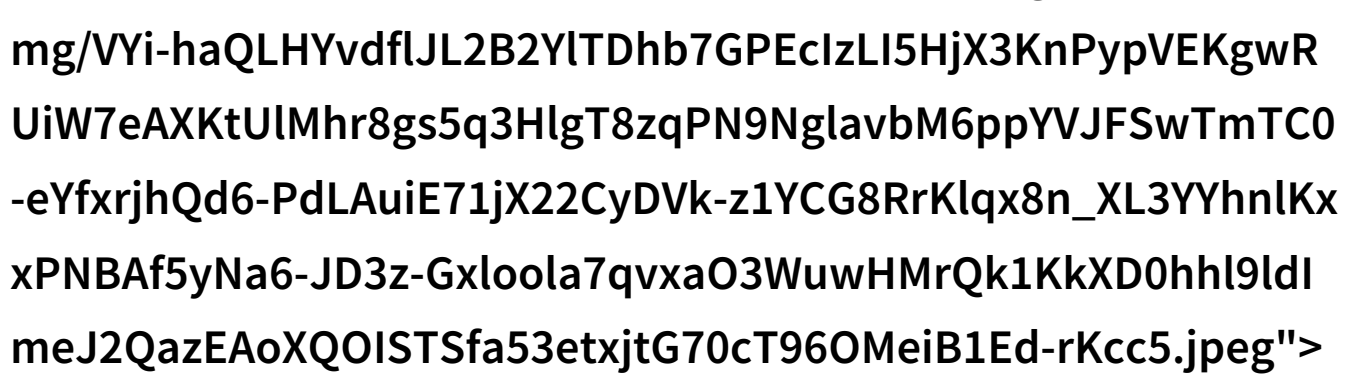 mg/VYi-haQLHYvdflJL2B2YlTDhb7GPEcIzLI5HjX3KnPypVEKgwR
UiW7eAXKtUlMhr8gs5q3HlgT8zqPN9NglavbM6ppYVJFSwTmTC0
-eYfxrjhQd6-PdLAuiE71jX22CyDVk-z1YCG8RrKlqx8n_XL3YYhnlKx
xPNBAf5yNa6-JD3z-Gxloola7qvxaO3WuwHMrQk1KkXD0hhl9ldI
meJ2QazEAoXQOISTSfa53etxjtG70cT96OMeiB1Ed-rKcc5.jpeg">